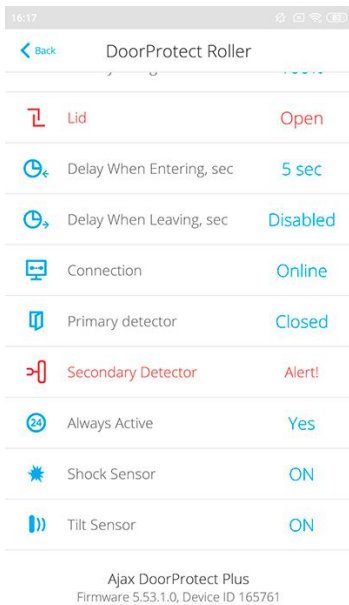 16:17
Back
DoorProtect Roller
Lid
Open
Delay When Entering, sec
5 sec
Delay When Leaving, sec
Disabled
Connection
Online
Primary detector
Closed
Secondary Detector
Alert!
24
Always Active
Yes
Shock Sensor
ON
Tilt Sensor
ON
Ajax DoorProtect Plus
Firmware 5.53.1.0, Device ID 165761